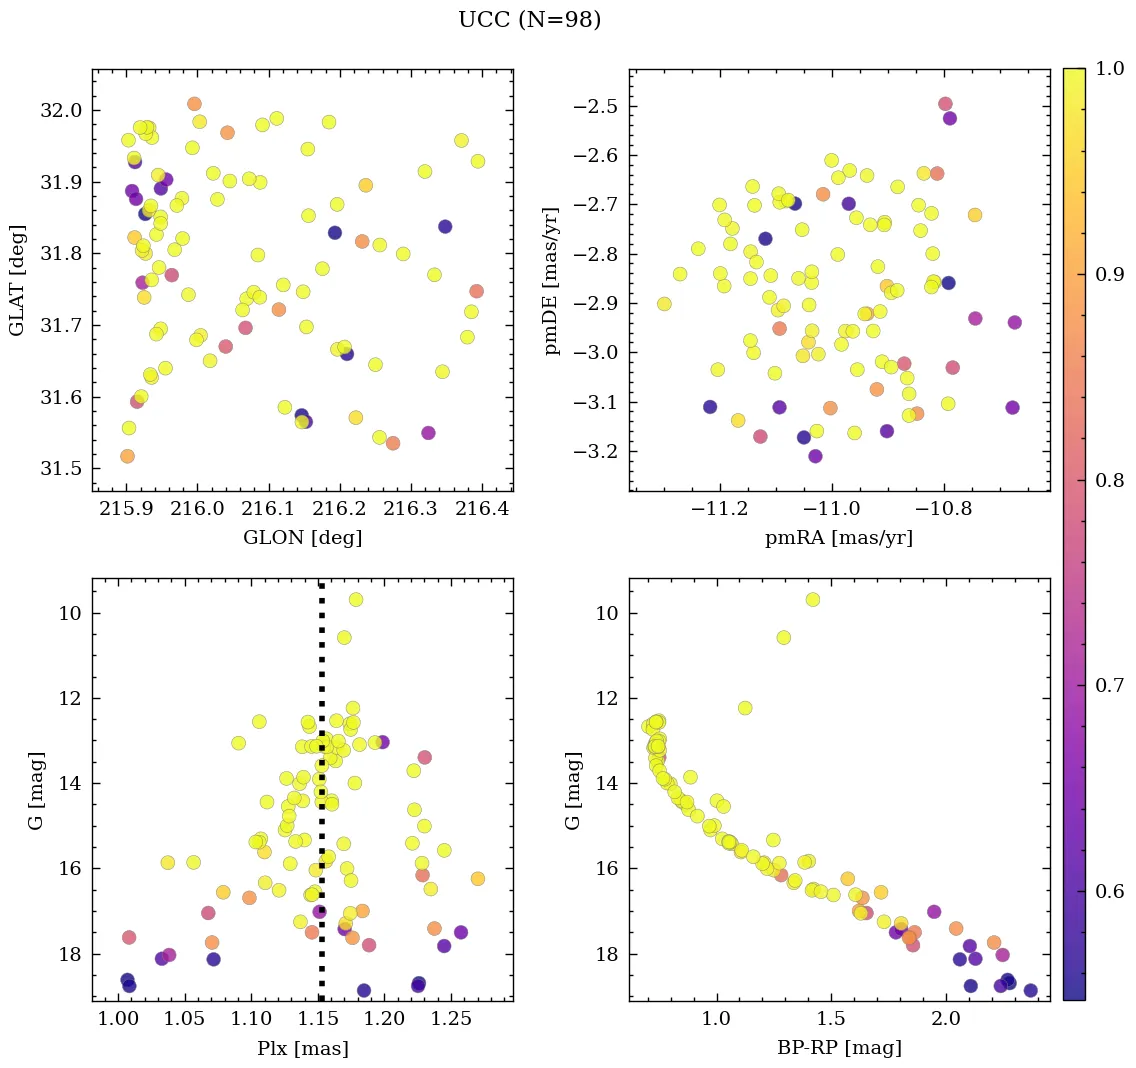 UCC (N=98)
32.0
31.9
31.8
31.7
31.6
31.5
GLAT [deg]
215.9 216.0 216.1 216.2 216.3 216.4
GLON [deg]
−2.5
−2.6
−2.7
−2.8
−2.9
−3.0
−3.1
−3.2
pmDE [mas/yr]
−11.2 −11.0 −10.8
pmRA [mas/yr]
10
12
14
16
18
G [mag]
1.00 1.05 1.10 1.15 1.20 1.25
Plx [mas]
10
12
14
16
18
G [mag]
1.0 1.5 2.0
BP-RP [mag]
1.0
0.9
0.8
0.7
0.6